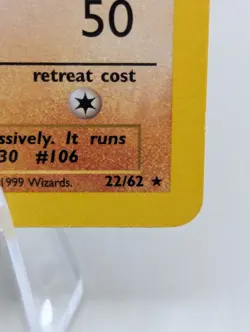 50
retreat cost
ssively. It runs
30 #106
1999 Wizards. 22/62 ★